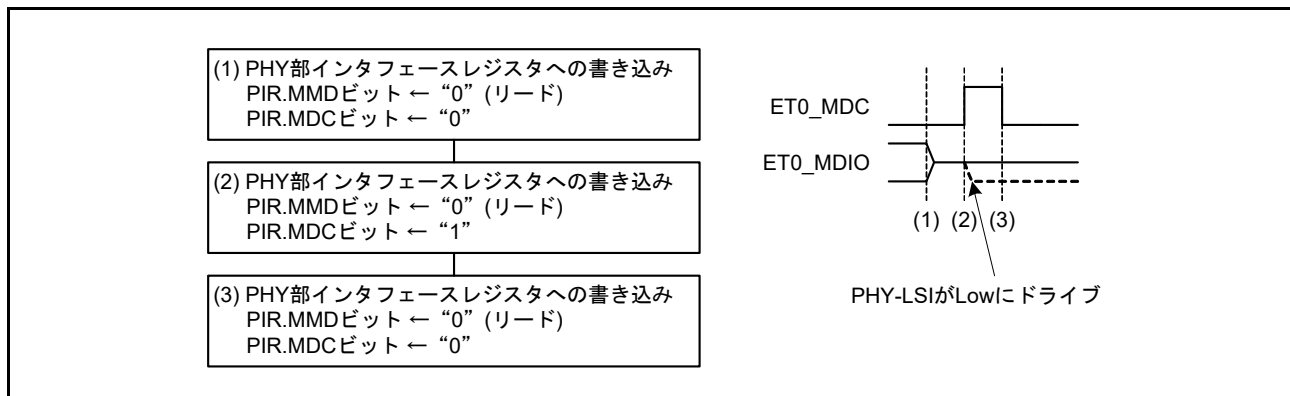 (1) PHY部インタフェースレジスタへの書き込み
PIR.MMDビット ← “0” (リード)
PIR.MDCビット ← “0”
(2) PHY部インタフェースレジスタへの書き込み
PIR.MMDビット ← “0” (リード)
PIR.MDCビット ← “1”
(3) PHY部インタフェースレジスタへの書き込み
PIR.MMDビット ← “0” (リード)
PIR.MDCビット ← “0”
ET0_MDC
ET0_MDIO
(1) (2) (3)
PHY-LSIがLowにドライブ